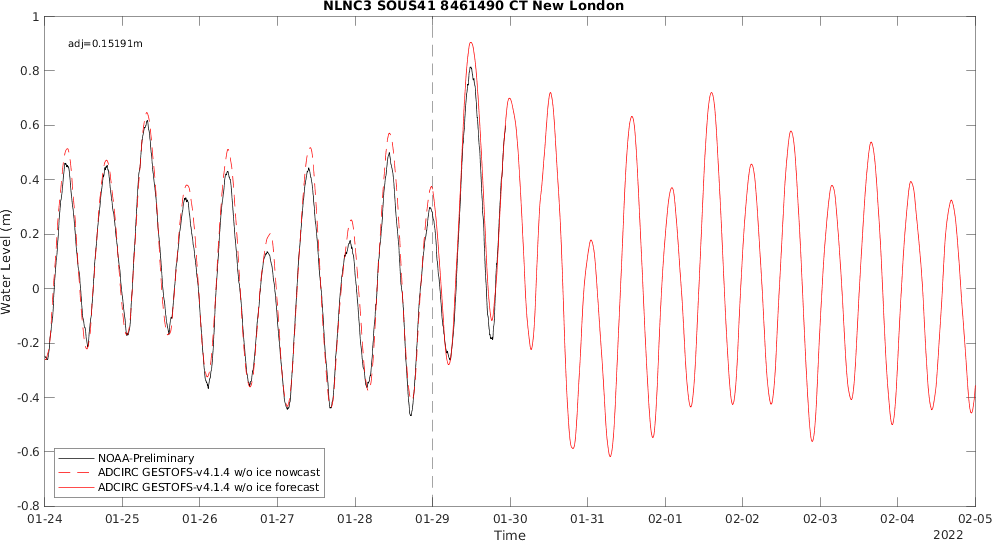 NLNC3 SOUS41 8461490 CT New London
adj=0.15191m
Water Level (m)
1
0.8
0.6
0.4
0.2
0
-0.2
-0.4
-0.6
-0.8
NOAA-Preliminary
ADCIRC GESTOFS-v4.1.4 w/o ice nowcast
ADCIRC GESTOFS-v4.1.4 w/o ice forecast
01-24 01-25 01-26 01-27 01-28 01-29 01-30 01-31 02-01 02-02 02-03 02-04 02-05
Time
2022